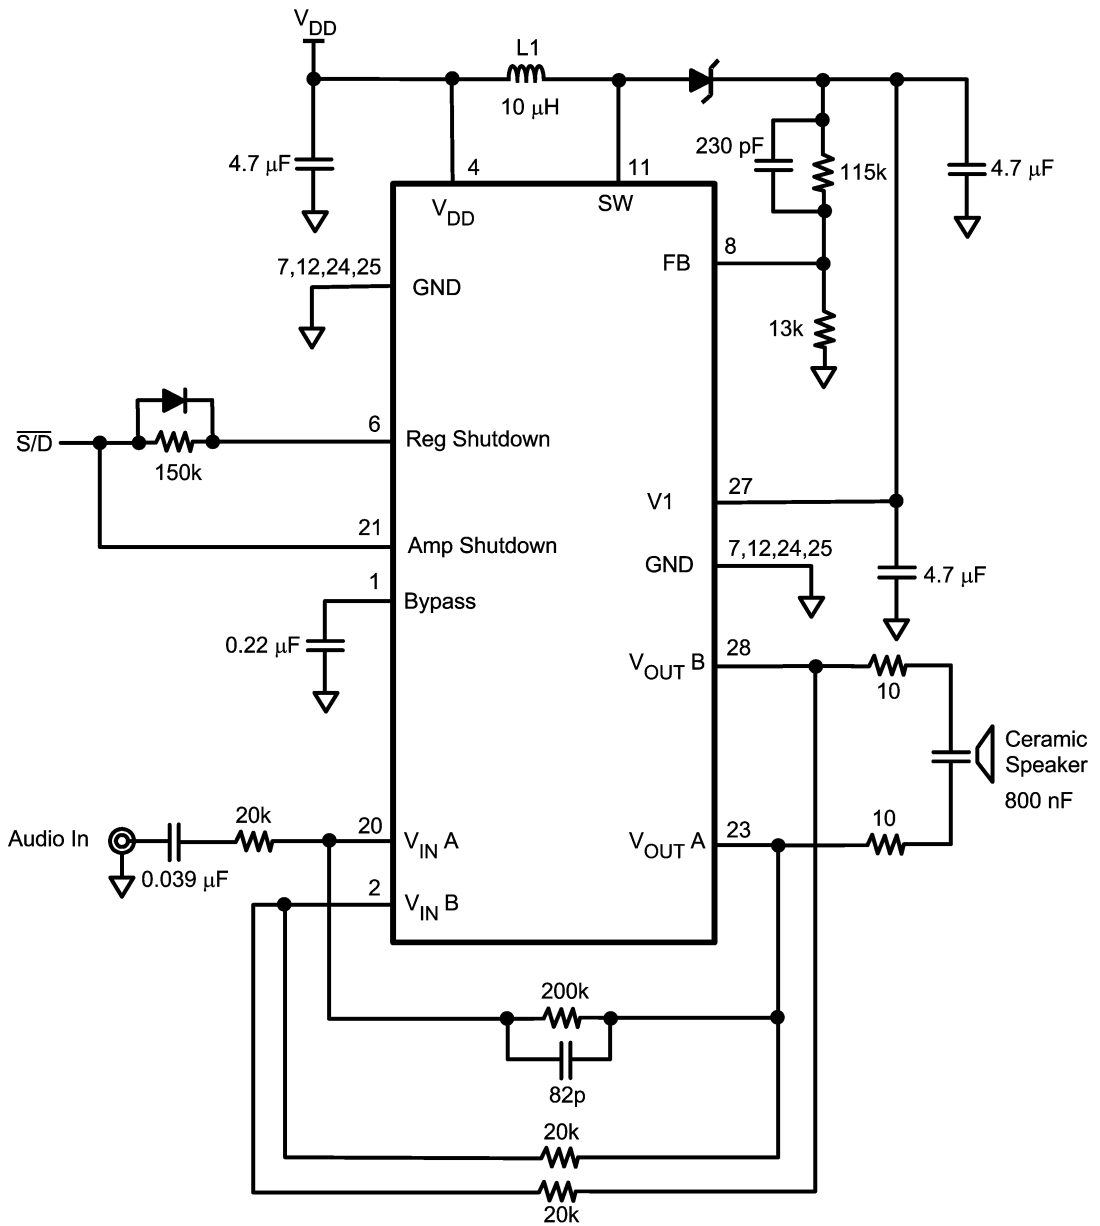 VDD
L1
10 μH
4.7 μF
4
11
230 pF
115k
4.7 μF
VDD
SW
8
FB
7,12,24,25
GND
13k
S/D
150k
6
Reg Shutdown
27
V1
21
Amp Shutdown
7,12,24,25
GND
4.7 μF
1
Bypass
0.22 μF
28
VOUT B
10
Ceramic
Speaker
800 nF
Audio In
0.039 μF
20k
20
VIN A
23
VOUT A
10
2
VIN B
200k
82p
20k
20k